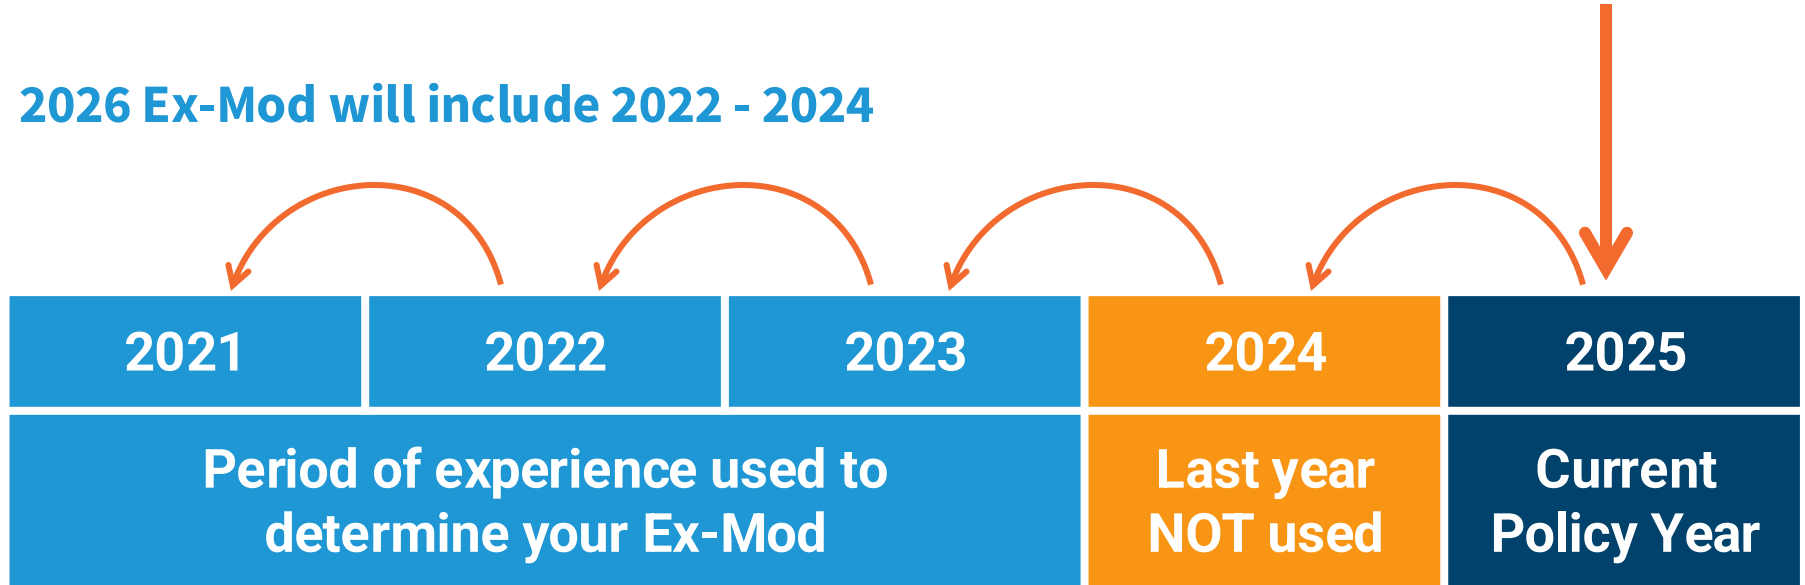 2026 Ex-Mod will include 2022 - 2024
2021
2022
2023
2024
2025
Period of experience used to
determine your Ex-Mod
Last year
NOT used
Current
Policy Year